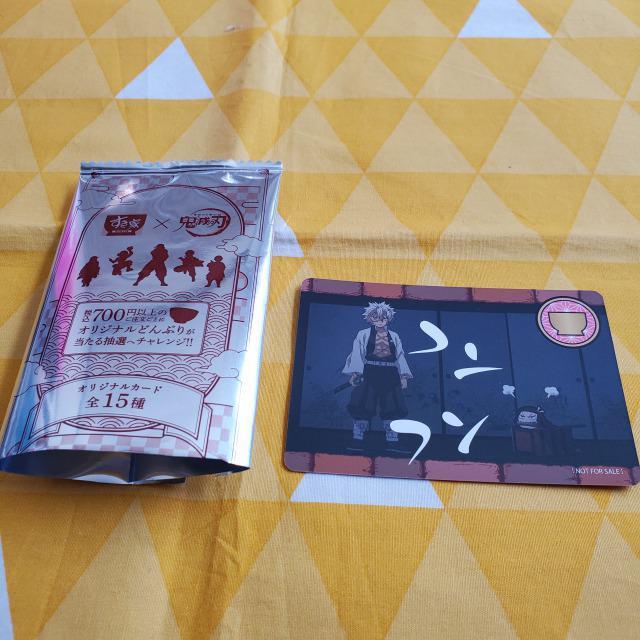 すき家 × 鬼滅刃
税込700円以上の
ご注文ごとに
オリジナルどんぶりが
当たる抽選へチャレンジ!!
オリジナルカード
全15種
フン
フン
NOT FOR SALE